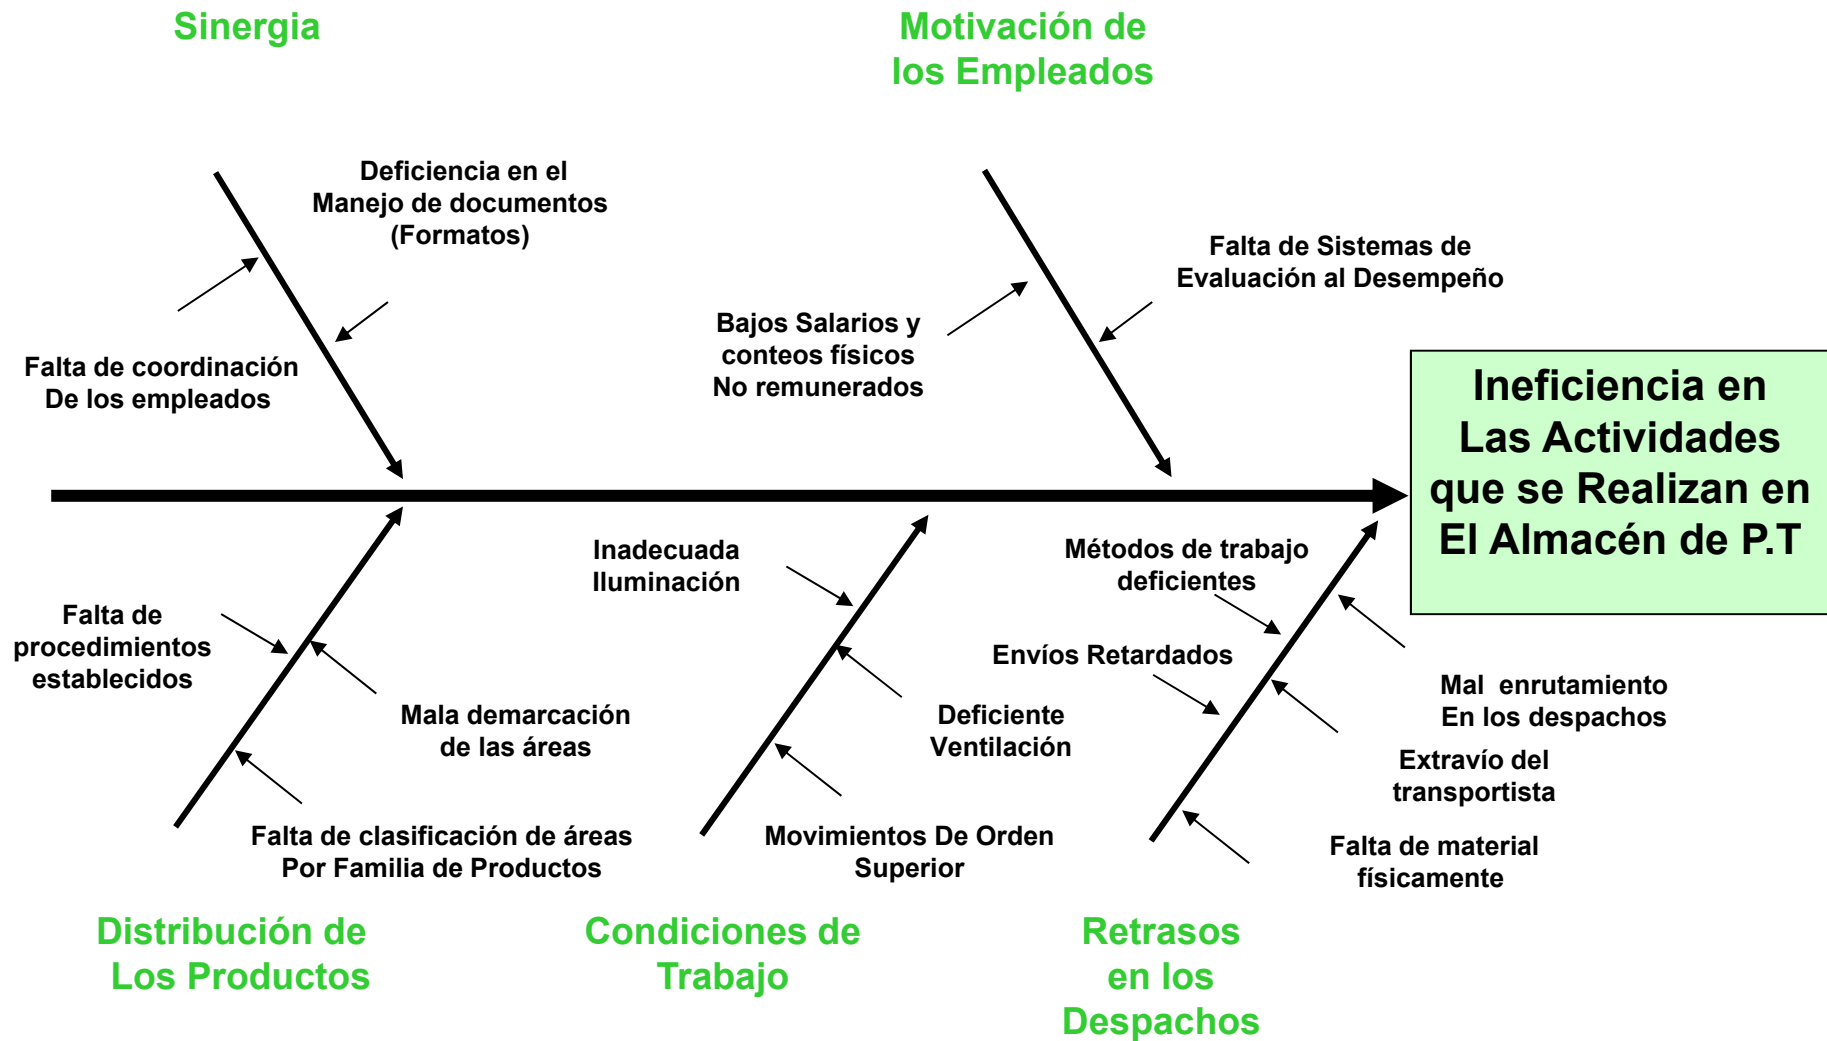 Sinergia
Motivación de
los Empleados
Deficiencia en el
Manejo de documentos
(Formatos)
Falta de coordinación
De los empleados
Falta de Sistemas de
Evaluación al Desempeño
Bajos Salarios y
conteos físicos
No remunerados
Ineficiencia en
Las Actividades
que se Realizan en
El Almacén de P.T
Falta de
procedimientos
establecidos
Mala demarcación
de las áreas
Falta de clasificación de áreas
Por Familia de Productos
Inadecuada
Iluminación
Deficiente
Ventilación
Movimientos De Orden
Superior
Métodos de trabajo
deficientes
Envíos Retardados
Mal enrutamiento
En los despachos
Extravío del
transportista
Falta de material
físicamente
Distribución de
Los Productos
Condiciones de
Trabajo
Retrasos
en los
Despachos